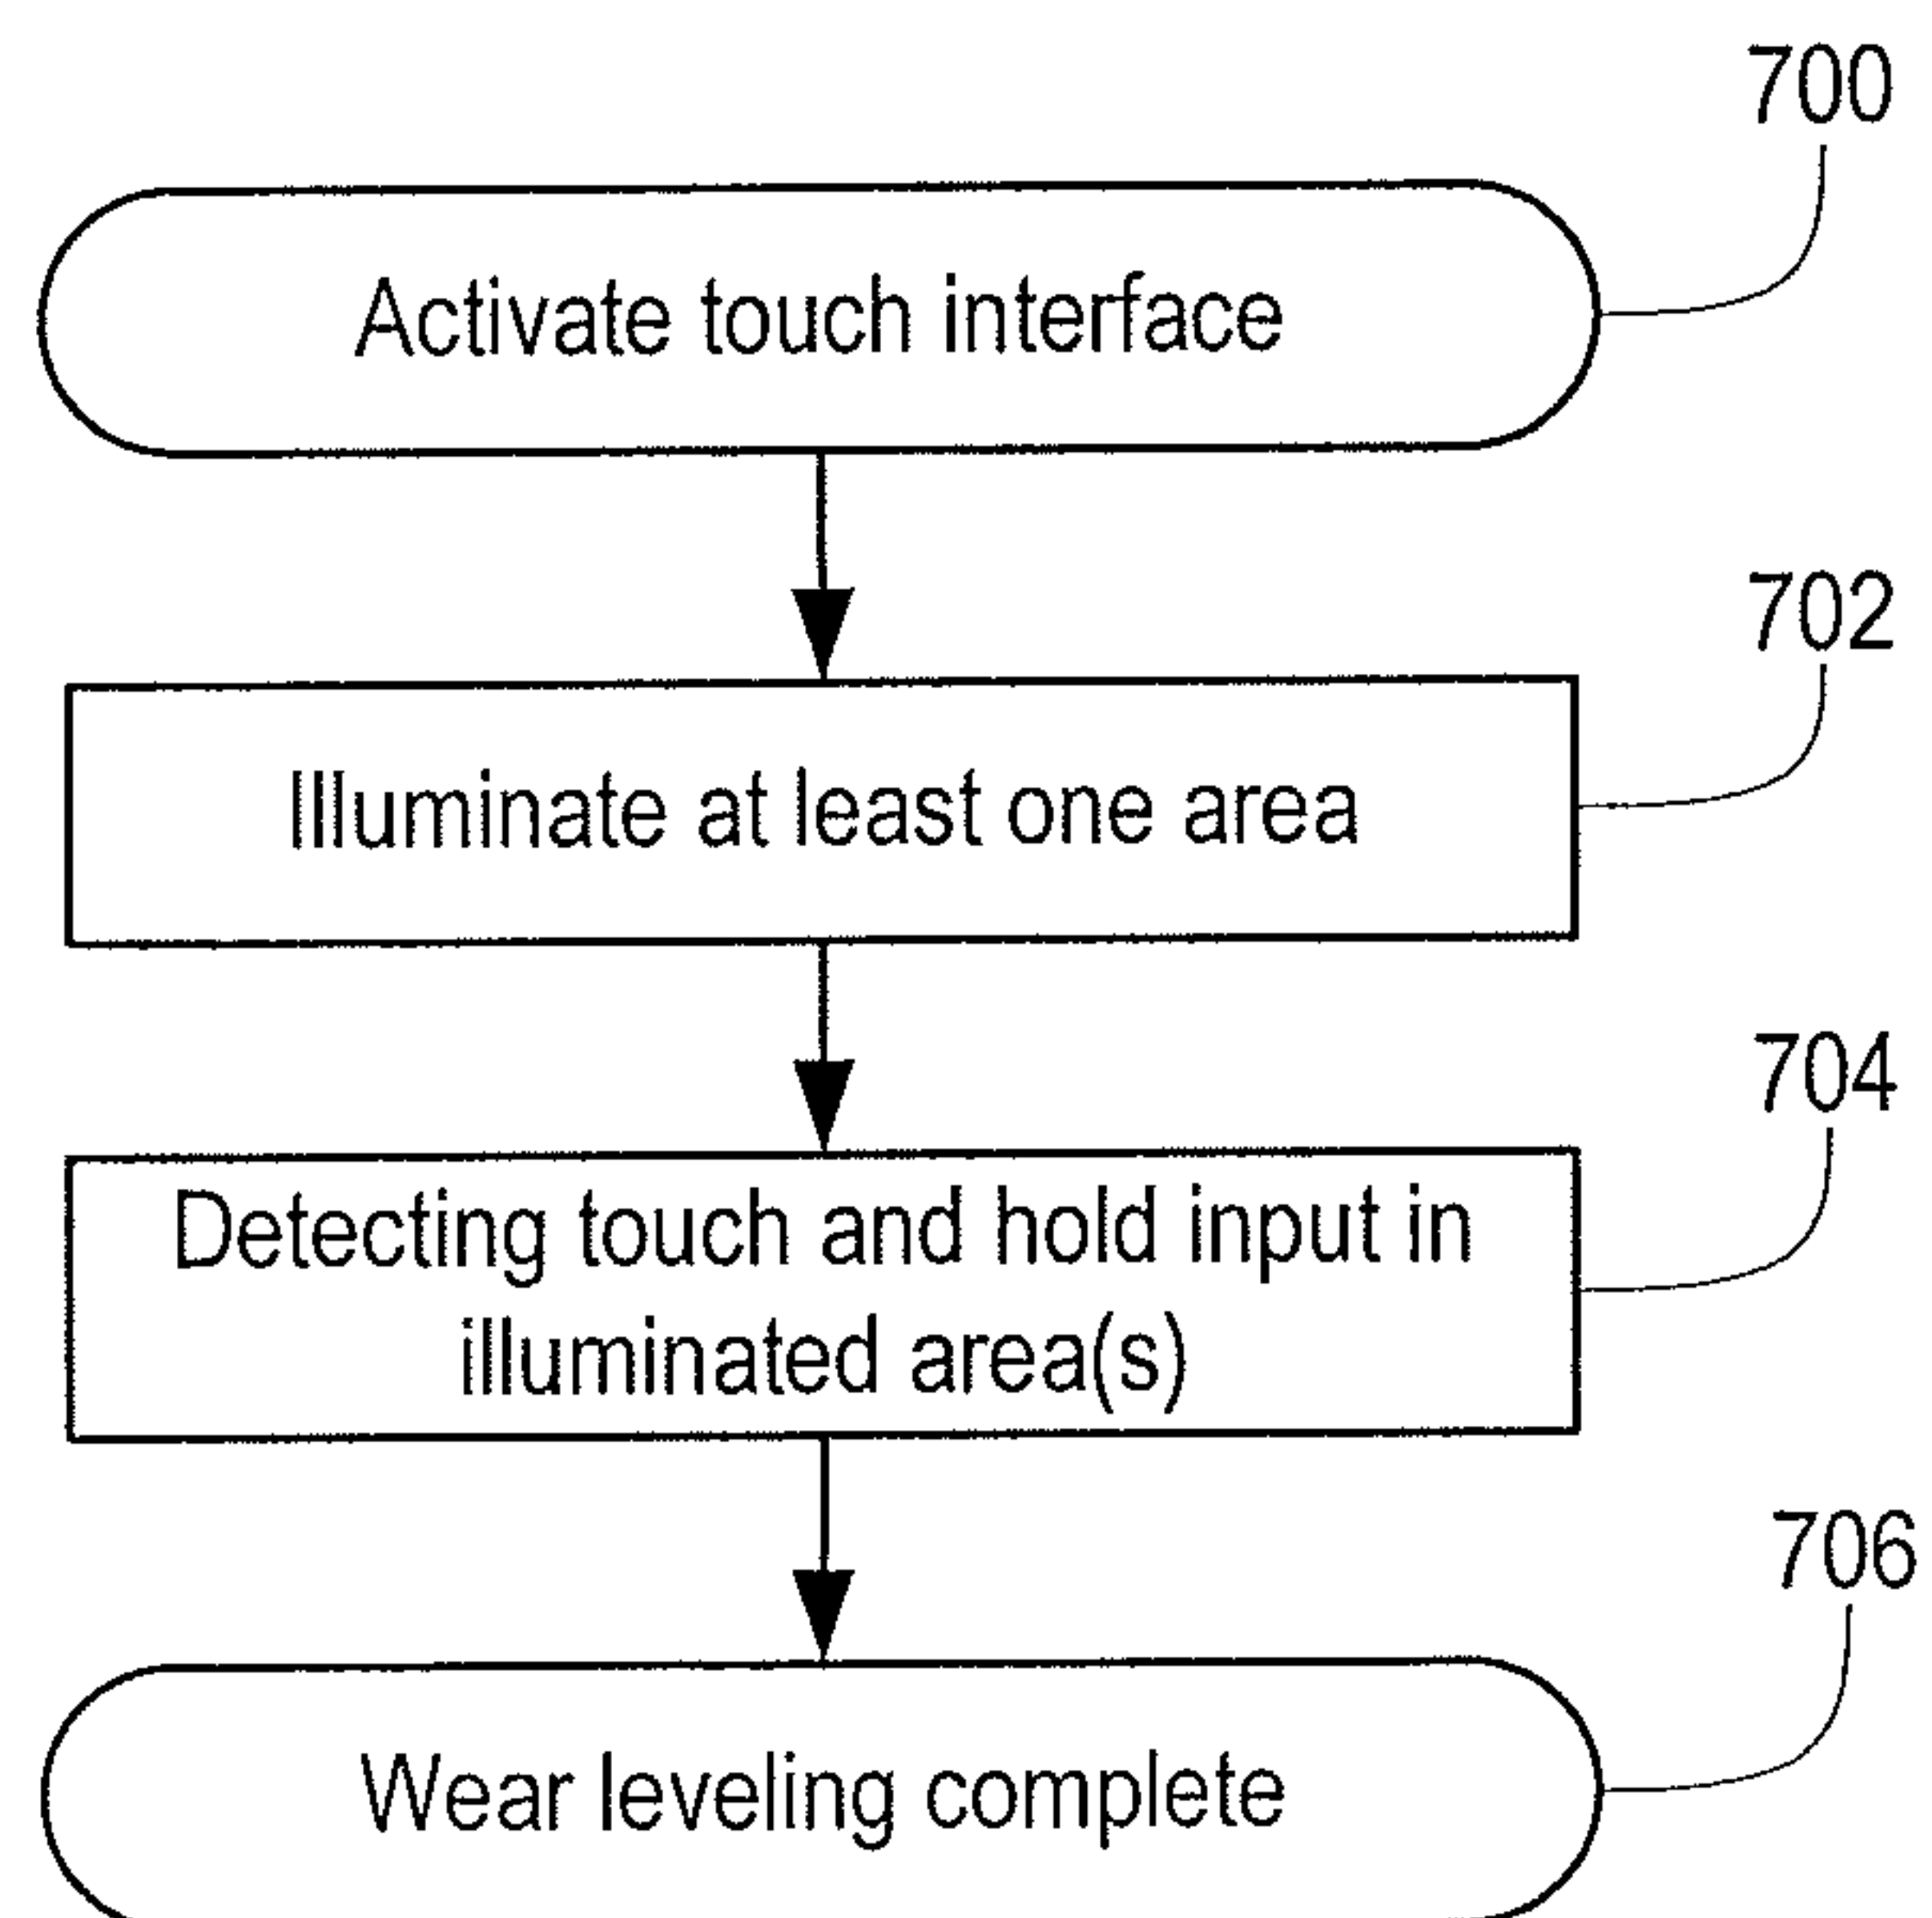 700
Activate touch interface
702
Illuminate at least one area
704
Detecting touch and hold input in
illuminated area(s)
706
Wear leveling complete